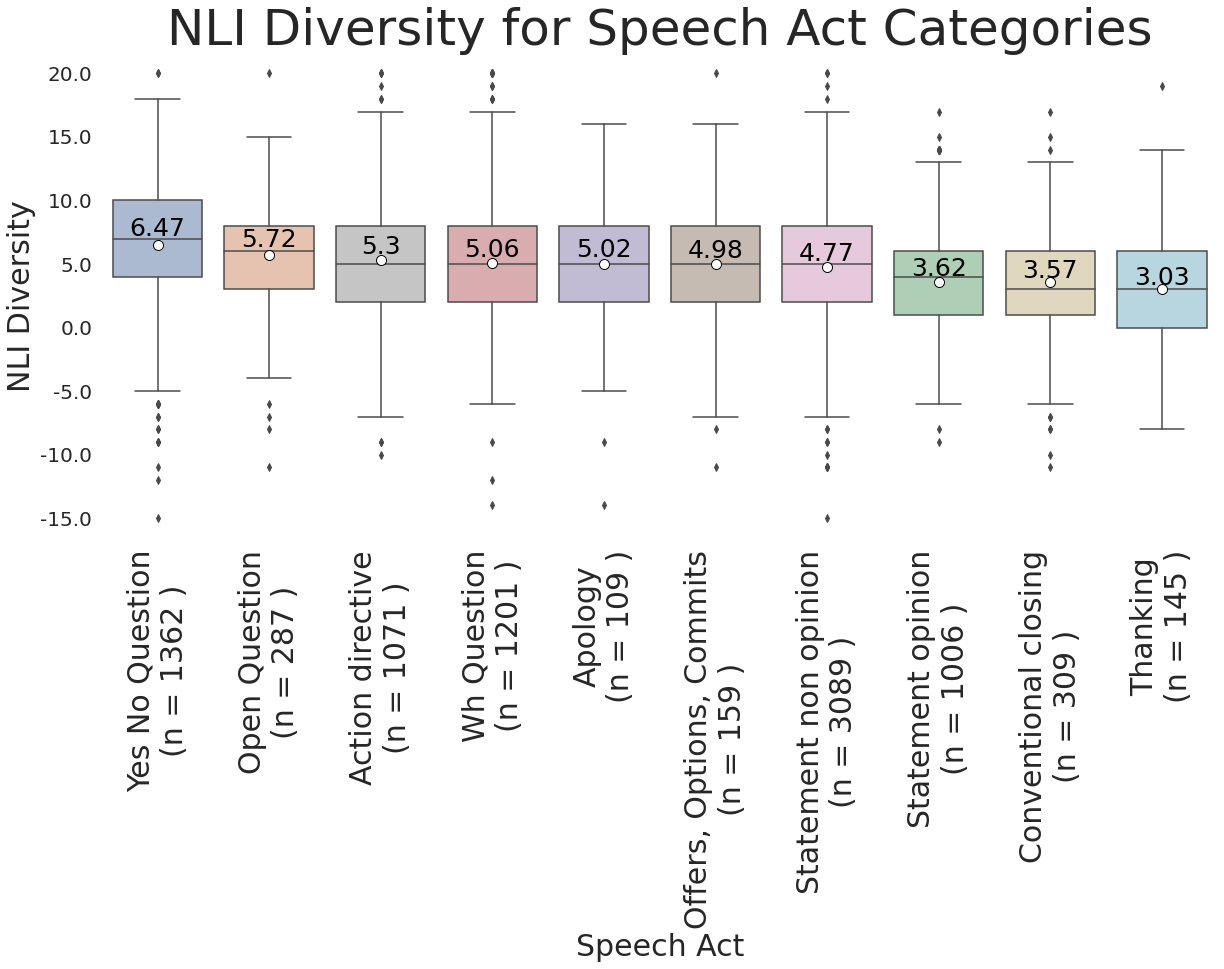 NLI Diversity for Speech Act Categories
NLI Diversity
20.0
15.0
10.0
5.0
0.0
-5.0
-10.0
-15.0
6.47
5.72
5.3
5.06
5.02
4.98
4.77
3.62
3.57
3.03
Yes No Question
(n = 1362 )
Open Question
(n = 287 )
Action directive
(n = 1071 )
Wh Question
(n = 1201 )
Apology
(n = 109 )
Offers, Options, Commits
(n = 159 )
Statement non opinion
(n = 3089 )
Statement opinion
(n = 1006 )
Conventional closing
(n = 309 )
Thanking
(n = 145 )
Speech Act